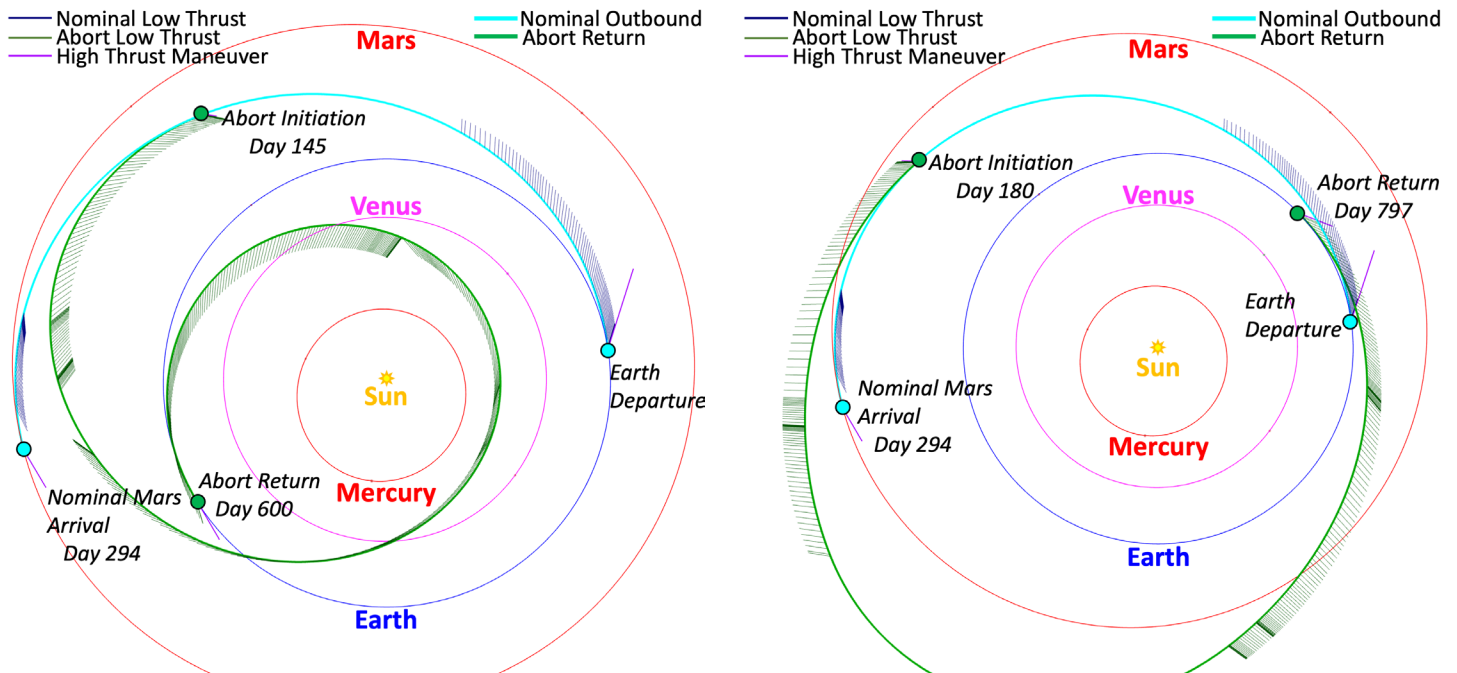 Nominal Low Thrust
Abort Low Thrust
High Thrust Maneuver
Nominal Outbound
Abort Return
Mars
Abort Initiation
Day 145
Venus
Sun
Earth
Departure
Mercury
Abort Return
Day 600
Nominal Mars
Arrival
Day 294
Earth
Nominal Low Thrust
Abort Low Thrust
High Thrust Maneuver
Nominal Outbound
Abort Return
Mars
Abort Initiation
Day 180
Abort Return
Day 797
Venus
Earth
Departure
Sun
Nominal Mars
Arrival
Day 294
Mercury
Earth